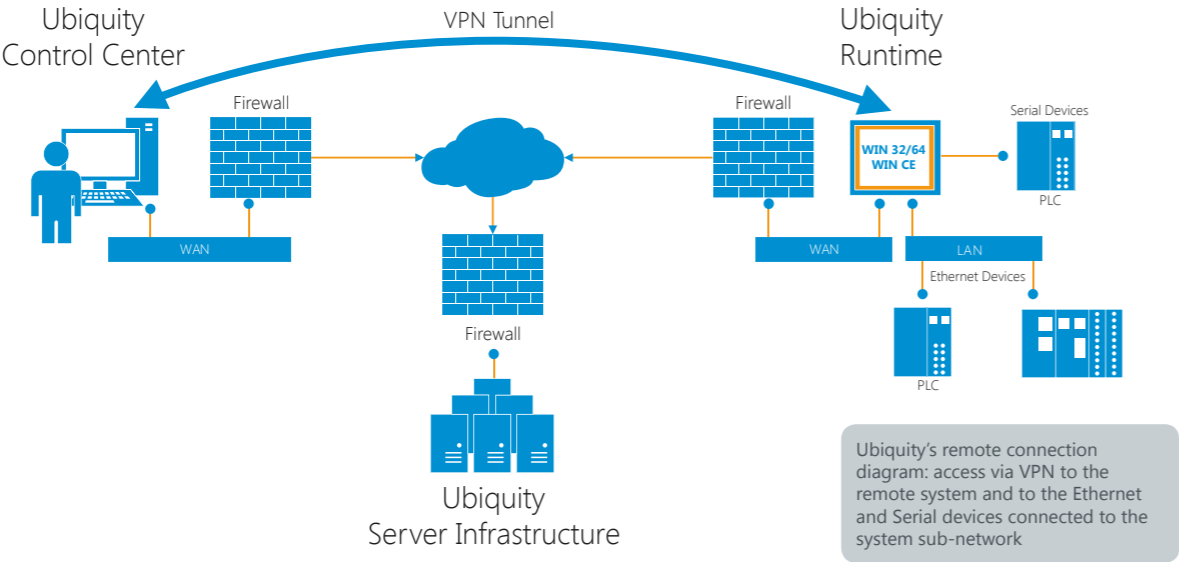 Ubiquity
Control Center
VPN Tunnel
Ubiquity
Runtime
Firewall
Firewall
Serial Devices
WIN 32/64
WIN CE
PLC
WAN
WAN
LAN
Ethernet Devices
Firewall
PLC
Ubiquity
Server Infrastructure
Ubiquity's remote connection
diagram: access via VPN to the
remote system and to the Ethernet
and Serial devices connected to the
system sub-network